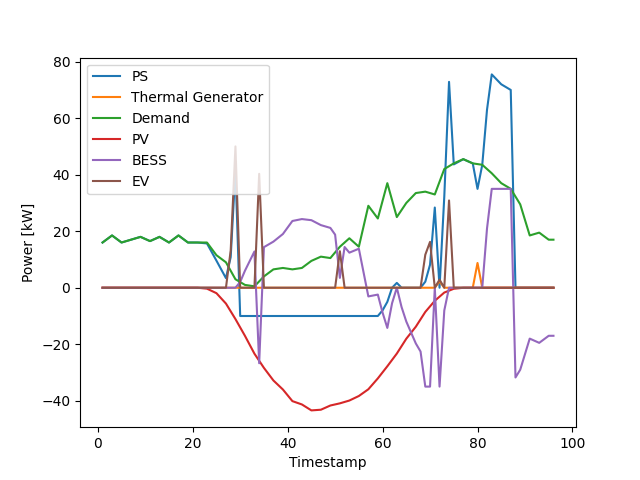 80
60
40
20
0
−20
−40
Power [kW]
PS
Thermal Generator
Demand
PV
BESS
EV
0 20 40 60 80 100
Timestamp